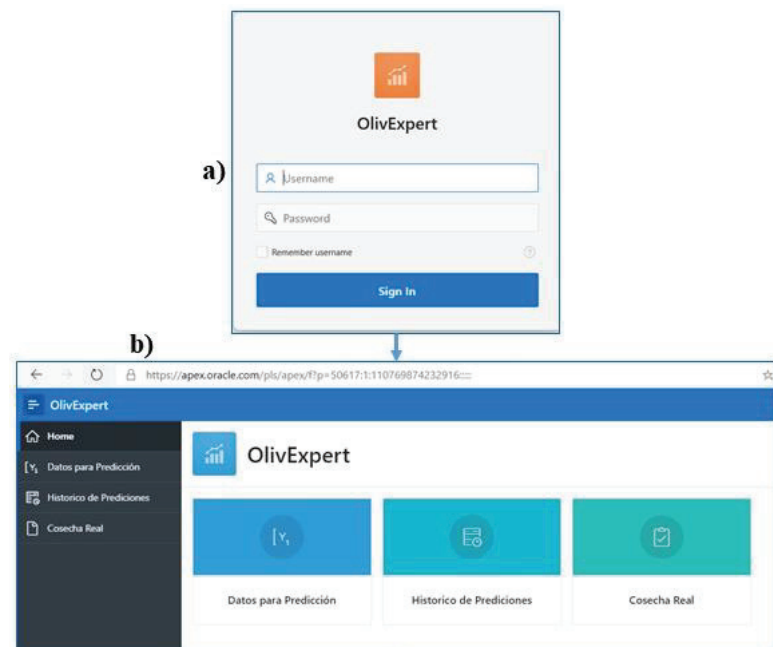 OlivExpert
a)
Username
Password
Remember username
Sign In
b)
https://apex.oracle.com/pls/apex/f?p=50617:1:110769874232916:::::
OlivExpert
Home
Datos para Predicción
Historico de Prediciones
Cosecha Real
OlivExpert
Datos para Predicción
Historico de Prediciones
Cosecha Real